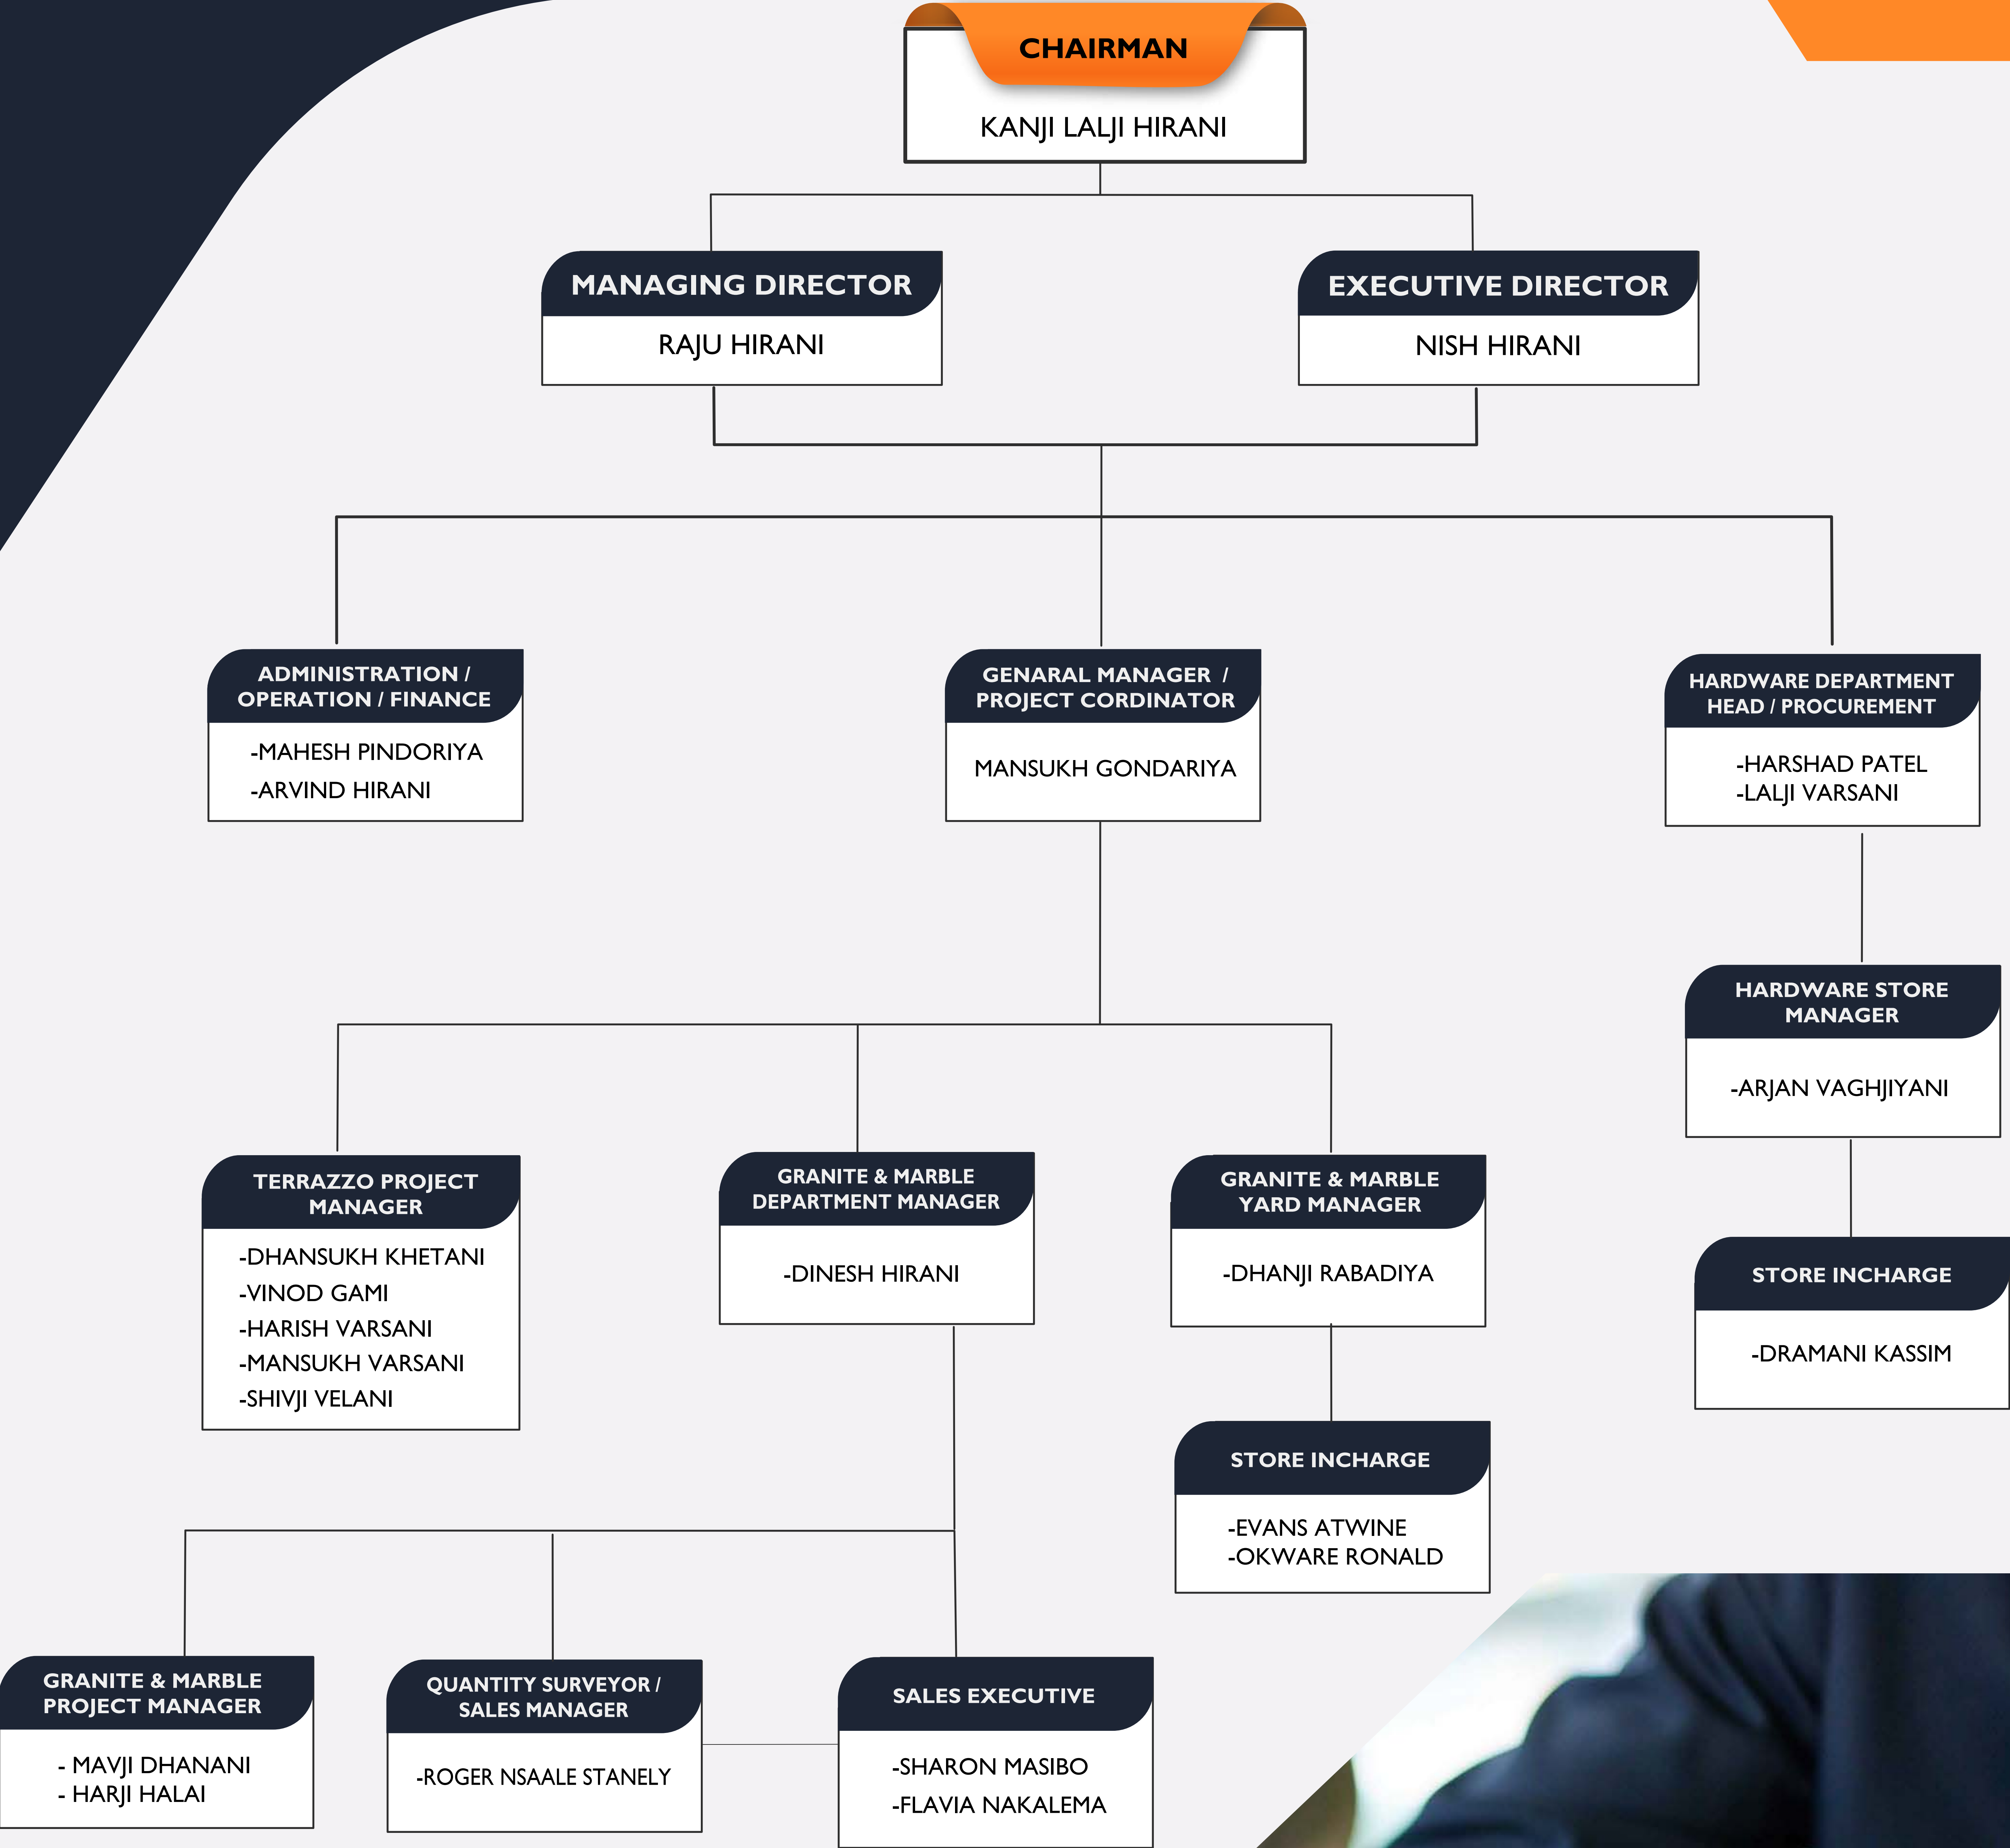 CHAIRMAN
KANJI LALJI HIRANI
MANAGING DIRECTOR
RAJU HIRANI
EXECUTIVE DIRECTOR
NISH HIRANI
ADMINISTRATION /
OPERATION / FINANCE
-MAHESH PINDORIYA
-ARVIND HIRANI
GENARAL MANAGER /
PROJECT CORDINATOR
MANSUKH GONDARIYA
HARDWARE DEPARTMENT
HEAD / PROCUREMENT
-HARSHAD PATEL
-LALJI VARSANI
HARDWARE STORE
MANAGER
-ARJAN VAGHJIYANI
TERRAZZO PROJECT
MANAGER
-DHANSUKH KHETANI
-VINOD GAMI
-HARISH VARSANI
-MANSUKH VARSANI
-SHIVJI VELANI
GRANITE & MARBLE
DEPARTMENT MANAGER
-DINESH HIRANI
GRANITE & MARBLE
YARD MANAGER
-DHANJI RABADIYA
STORE INCHARGE
-DRAMANI KASSIM
STORE INCHARGE
-EVANS ATWINE
-OKWARE RONALD
GRANITE & MARBLE
PROJECT MANAGER
- MAVJI DHANANI
- HARJI HALAI
QUANTITY SURVEYOR /
SALES MANAGER
-ROGER NSAALE STANELY
SALES EXECUTIVE
-SHARON MASIBO
-FLAVIA NAKALEMA